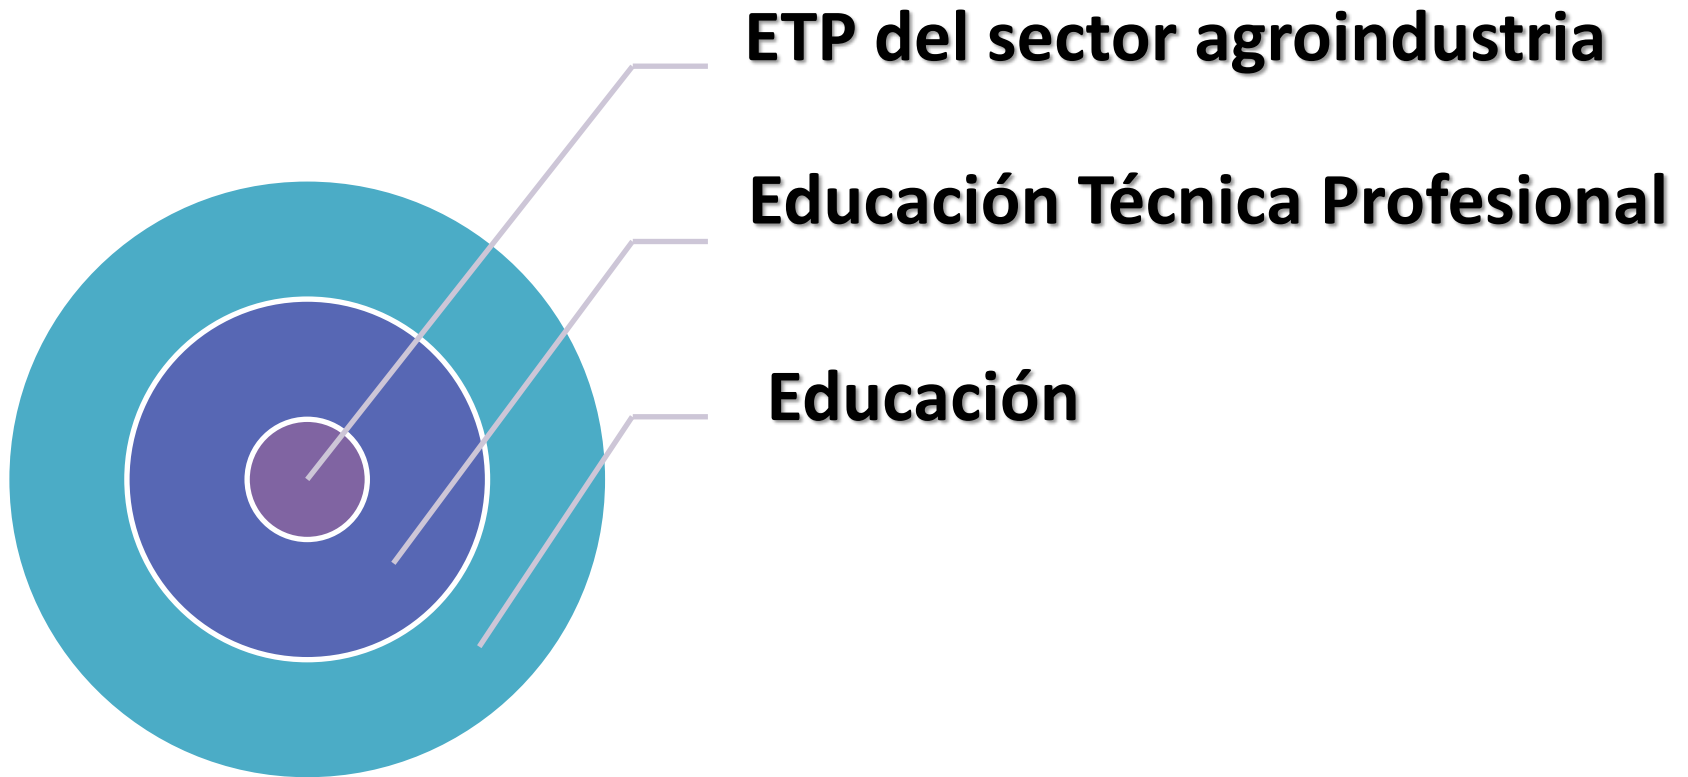 ETP del sector agroindustria
Educación Técnica Profesional
Educación